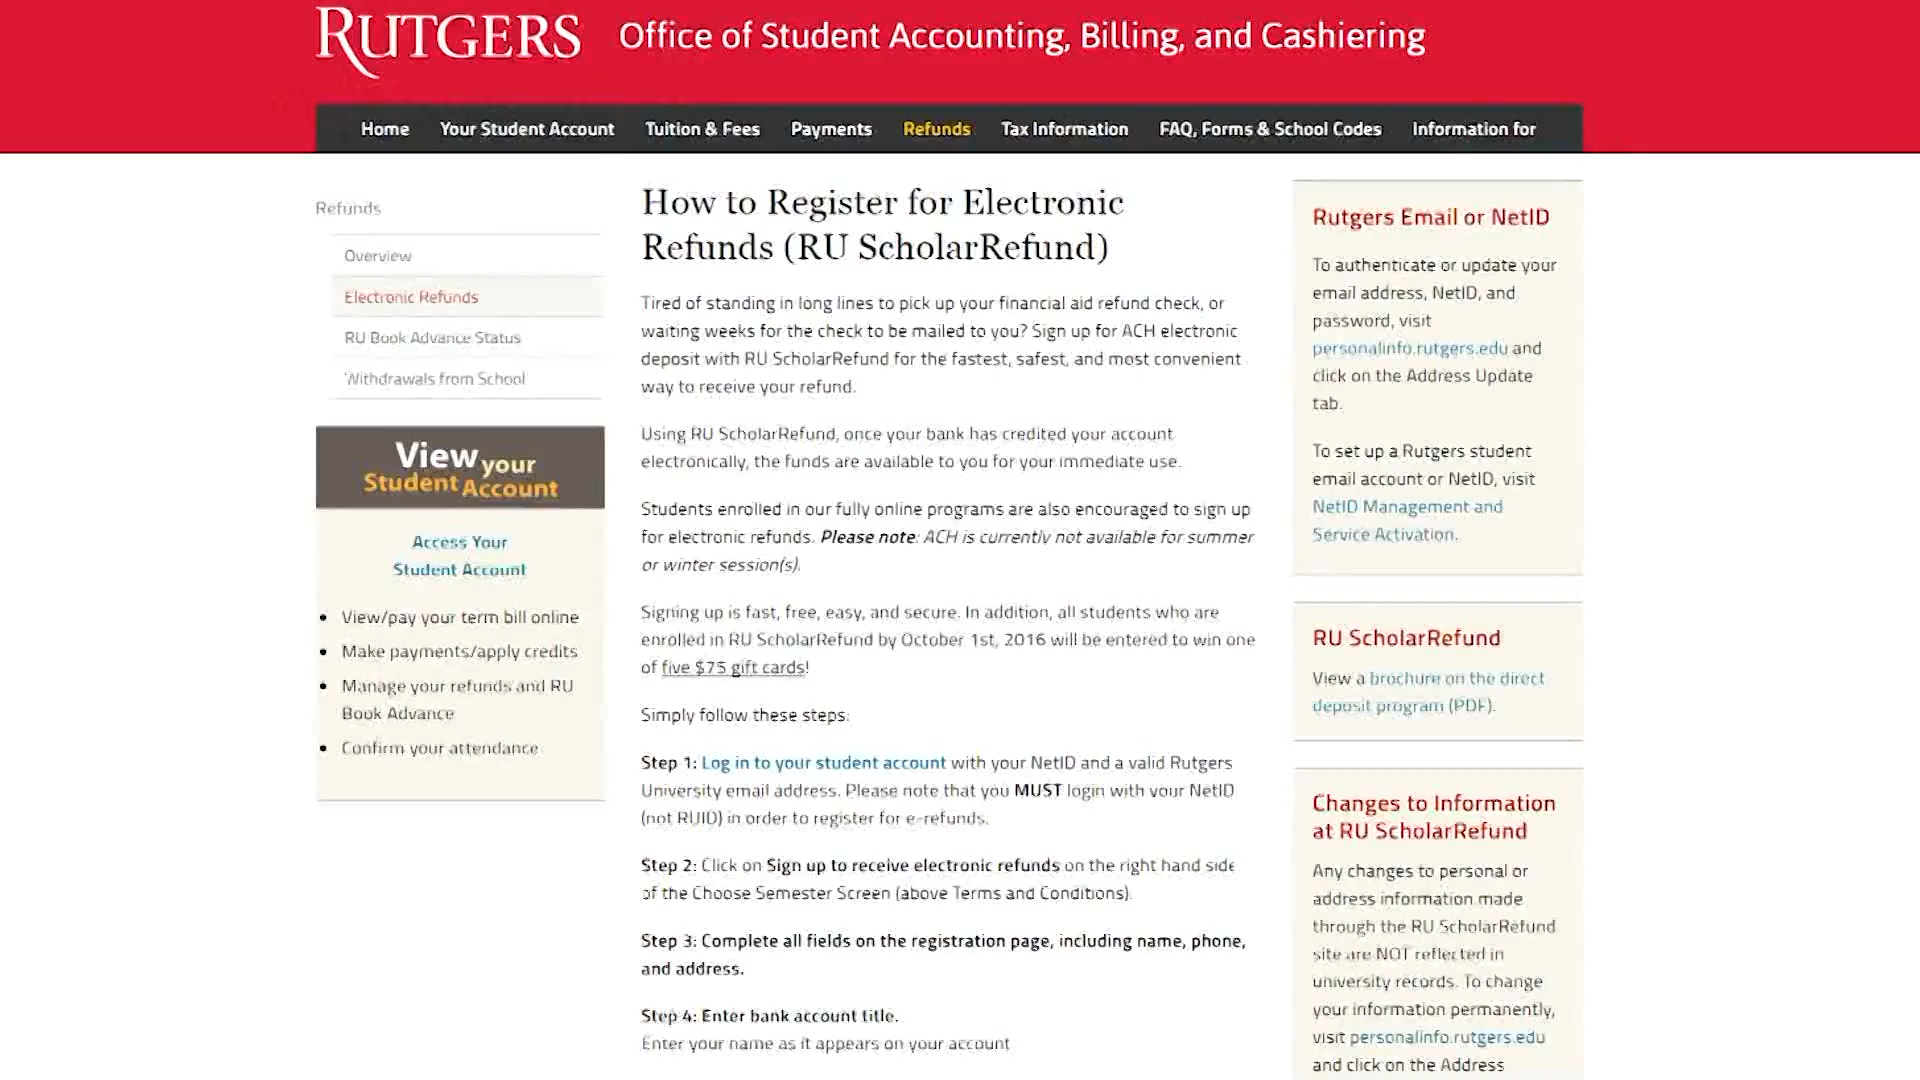 RUTGERS
Office of Student Accounting, Billing, and Cashiering
Home
Your Student Account
Tuition & Fees
Payments
Refunds
Tax Information
FAQ, Forms & School Codes
Information for
Refunds
Overview
Electronic Refunds
RU Book Advance Status
Withdrawals from School
View your
Student Account
Access Your
Student Account
View/pay your term bill online
Make payments/apply credits
Manage your refunds and RU
Book Advance
Confirm your attendance
How to Register for Electronic
Refunds (RU ScholarRefund)
Tired of standing in long lines to pick up your financial aid refund check, or
waiting weeks for the check to be mailed to you? Sign up for ACH electronic
deposit with RU ScholarRefund for the fastest, safest, and most convenient
way to receive your refund.
Using RU ScholarRefund, once your bank has credited your account
electronically, the funds are available to you for your immediate use.
Students enrolled in our fully online programs are also encouraged to sign up
for electronic refunds. Please note: ACH is currently not available for summer
or winter session(s).
Signing up is fast, free, easy, and secure. In addition, all students who are
enrolled in RU ScholarRefund by October 1st, 2016 will be entered to win one
of five $75 gift cards!
Simply follow these steps:
Step 1: Log in to your student account with your NetID and a valid Rutgers
University email address. Please note that you MUST login with your NetID
(not RUID) in order to register for e-refunds.
Step 2: Click on Sign up to receive electronic refunds on the right hand side
of the Choose Semester Screen (above Terms and Conditions).
Step 3: Complete all fields on the registration page, including name, phone,
and address.
Step 4: Enter bank account title.
Enter your name as it appears on your account
Rutgers Email or NetID
To authenticate or update your
email address, NetID, and
password, visit
personalinfo.rutgers.edu and
click on the Address Update
tab.
To set up a Rutgers student
email account or NetID, visit
NetID Management and
Service Activation.
RU ScholarRefund
View a brochure on the direct
deposit program (PDF).
Changes to Information
at RU ScholarRefund
Any changes to personal or
address information made
through the RU ScholarRefund
site are NOT reflected in
university records. To change
your information permanently,
visit personalinfo.rutgers.edu
and click on the Address